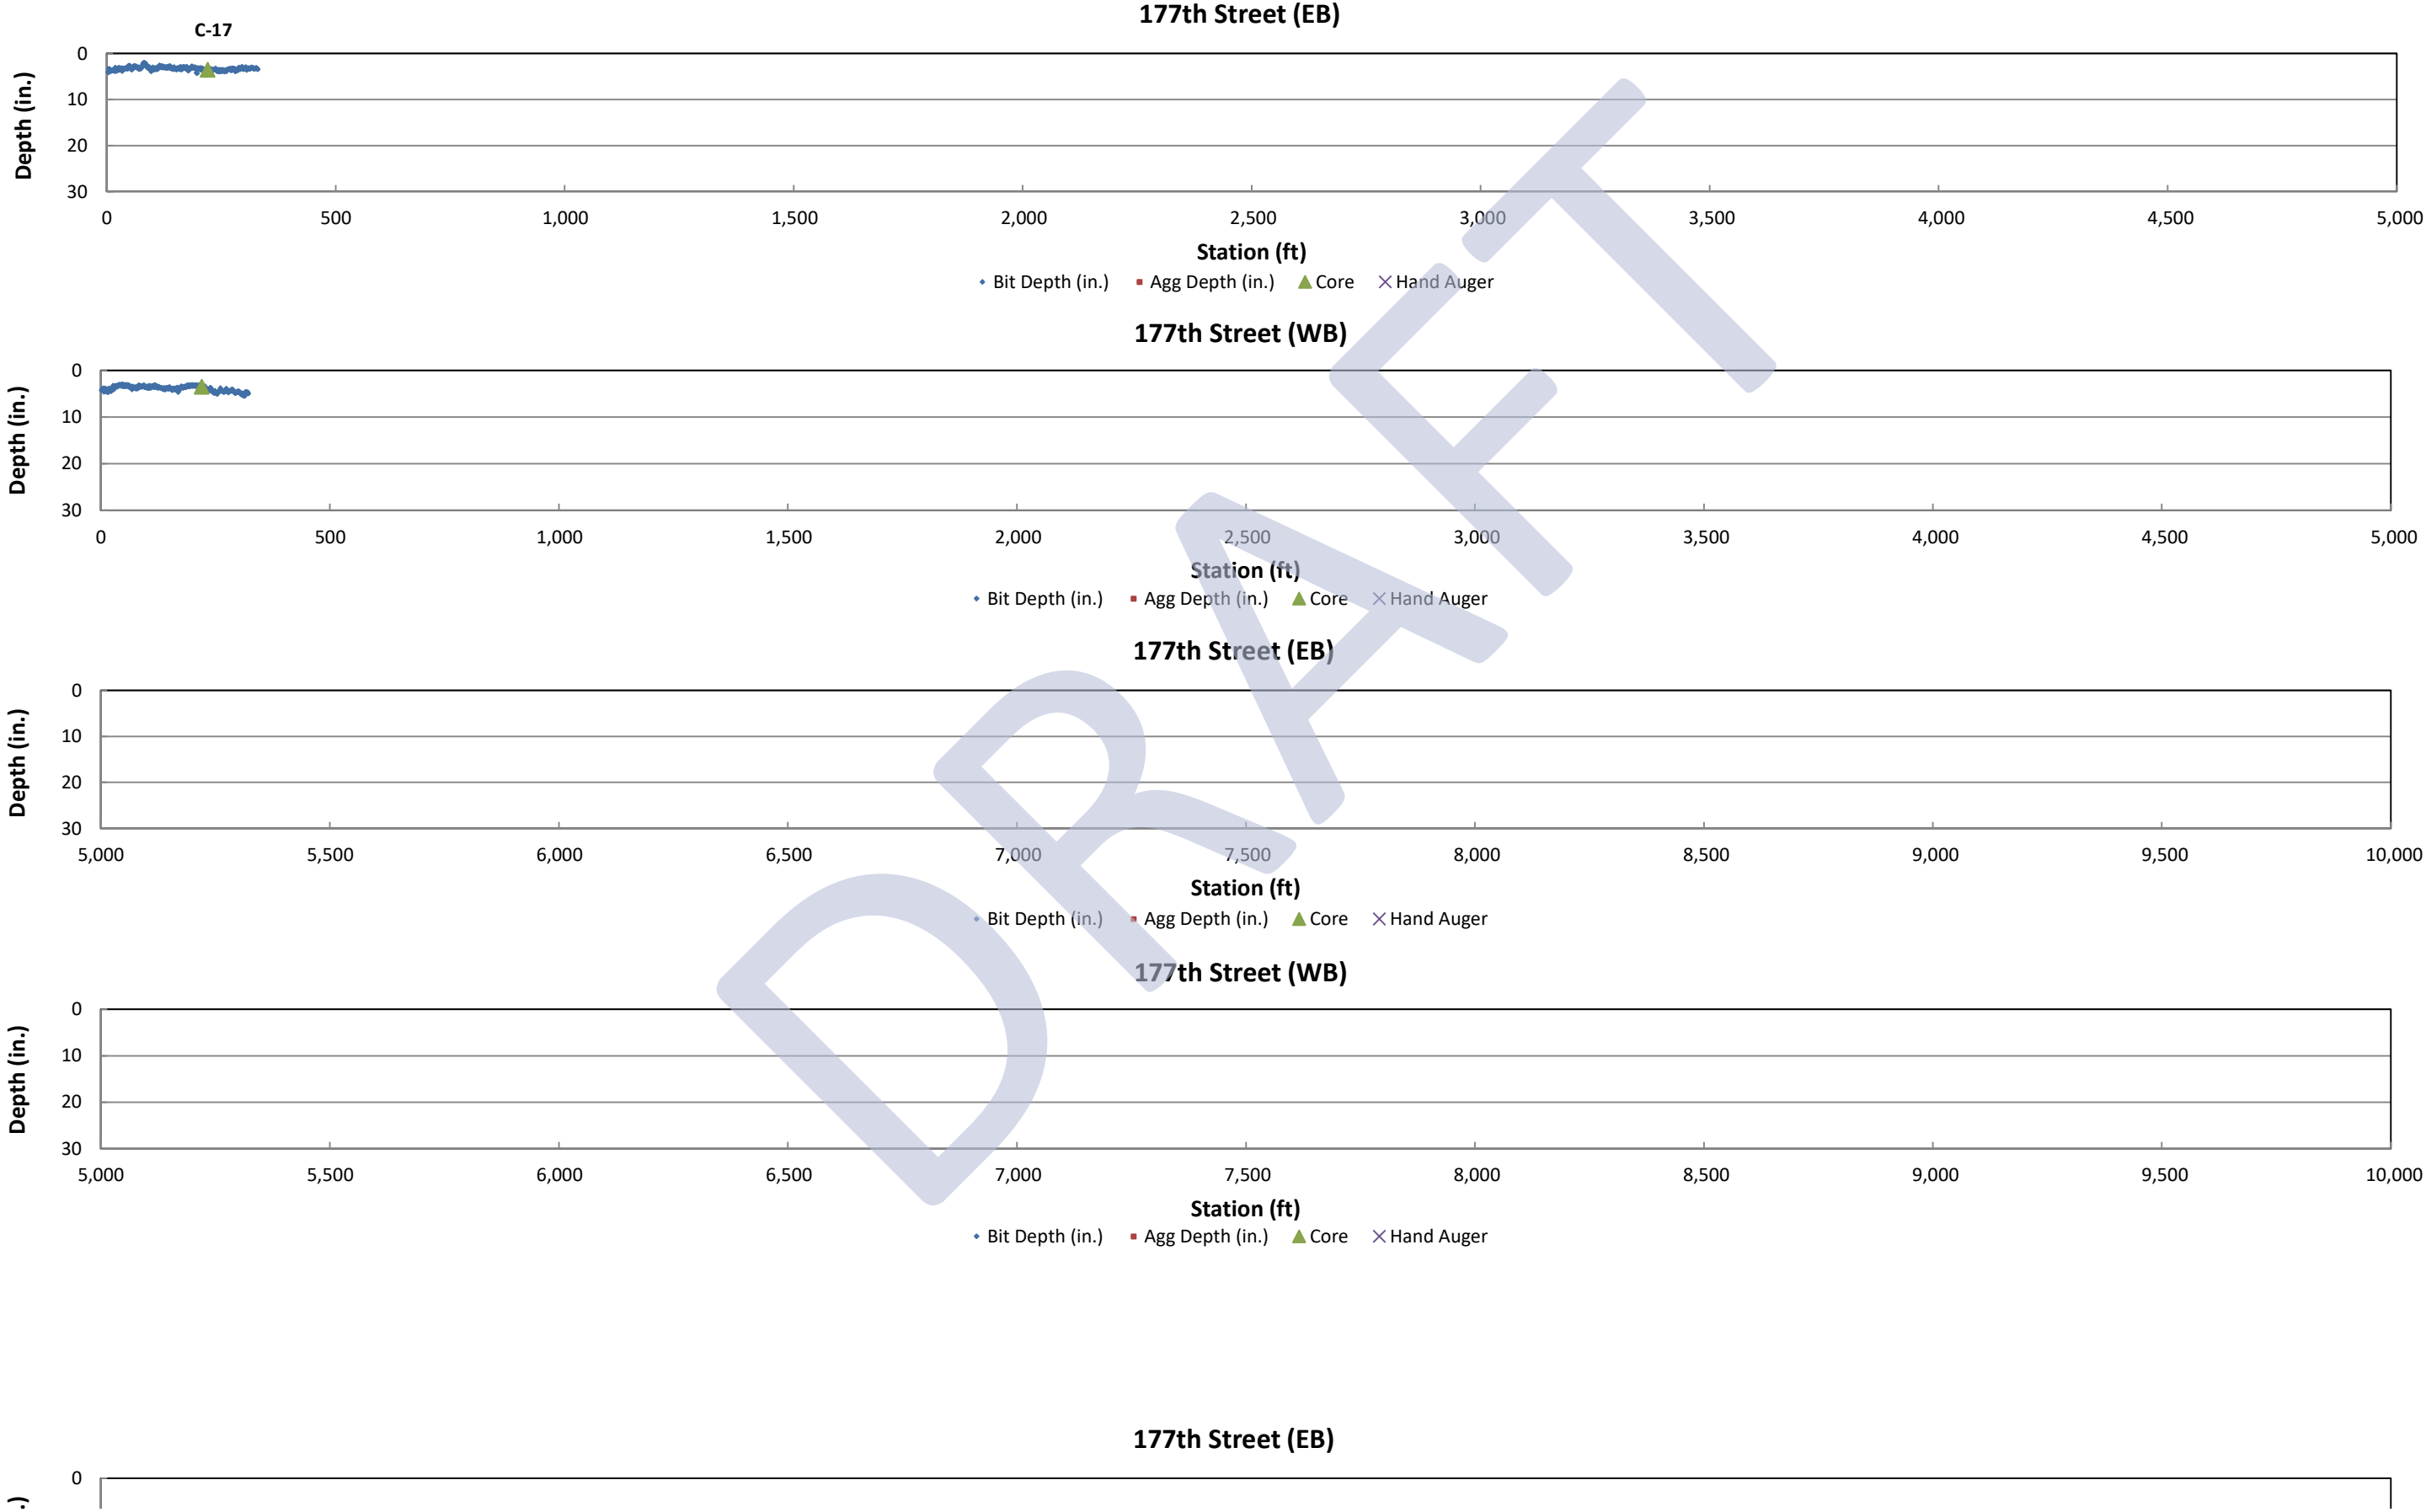 177th Street (EB)
C-17
0
10
20
30
Depth (in.)
0 500 1,000 1,500 2,000 2,500 3,000 3,500 4,000 4,500 5,000
Station (ft)
Bit Depth (in.) Agg Depth (in.) Core Hand Auger
177th Street (WB)
0
10
20
30
Depth (in.)
0 500 1,000 1,500 2,000 2,500 3,000 3,500 4,000 4,500 5,000
Station (ft)
Bit Depth (in.) Agg Depth (in.) Core Hand Auger
177th Street (EB)
0
10
20
30
Depth (in.)
5,000 5,500 6,000 6,500 7,000 7,500 8,000 8,500 9,000 9,500 10,000
Station (ft)
Bit Depth (in.) Agg Depth (in.) Core Hand Auger
177th Street (WB)
0
10
20
30
Depth (in.)
5,000 5,500 6,000 6,500 7,000 7,500 8,000 8,500 9,000 9,500 10,000
Station (ft)
Bit Depth (in.) Agg Depth (in.) Core Hand Auger
177th Street (EB)
0
.)
DRAFT